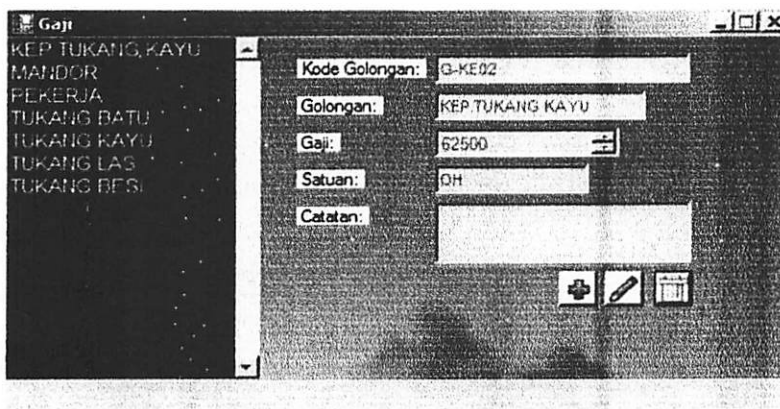 Gaji
KEP TUKANG KAYU
MANDOR
PEKERJA
TUKANG BATU
TUKANG KAYU
TUKANG LAS
TUKANG BESI
Kode Golongan: G-KE02
Golongan: KEP.TUKANG KAYU
Gaji: 62500
Satuan: OH
Catatan: